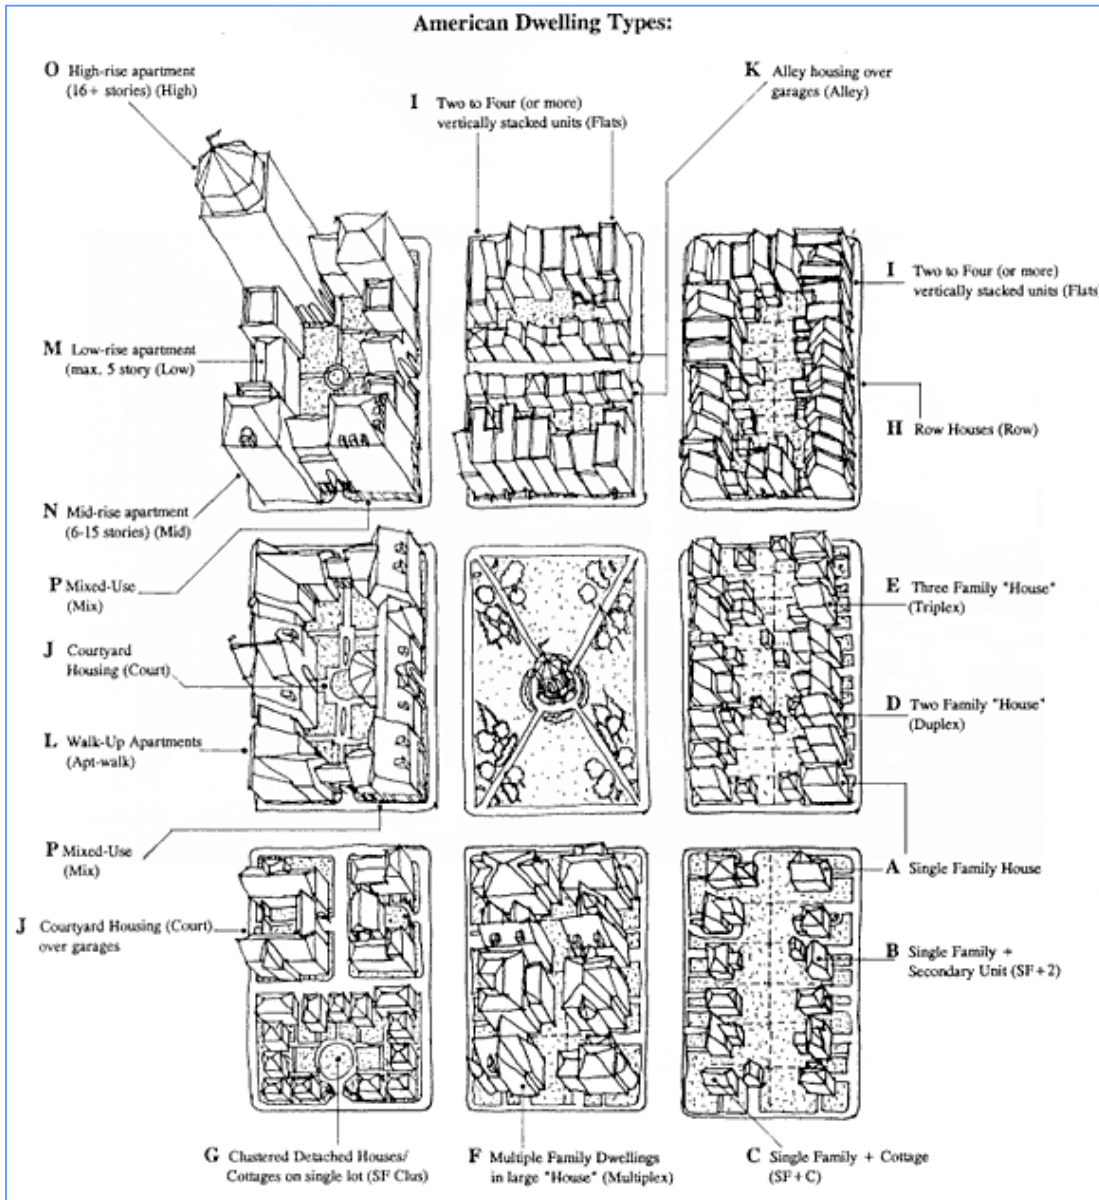 American Dwelling Types:
O High-rise apartment
(16+ stories) (High)
I Two to Four (or more)
vertically stacked units (Flats)
K Alley housing over
garages (Alley)
I Two to Four (or more)
vertically stacked units (Flats)
M Low-rise apartment
(max. 5 story (Low)
H Row Houses (Row)
N Mid-rise apartment
(6-15 stories) (Mid)
P Mixed-Use
(Mix)
E Three Family "House"
(Triplex)
J Courtyard
Housing (Court)
D Two Family "House"
(Duplex)
L Walk-Up Apartments
(Apt-walk)
P Mixed-Use
(Mix)
A Single Family House
J Courtyard Housing (Court)
over garages
B Single Family +
Secondary Unit (SF+2)
G Clustered Detached Houses/
Cottages on single lot (SF Clus)
F Multiple Family Dwellings
in large "House" (Multiplex)
C Single Family + Cottage
(SF+C)